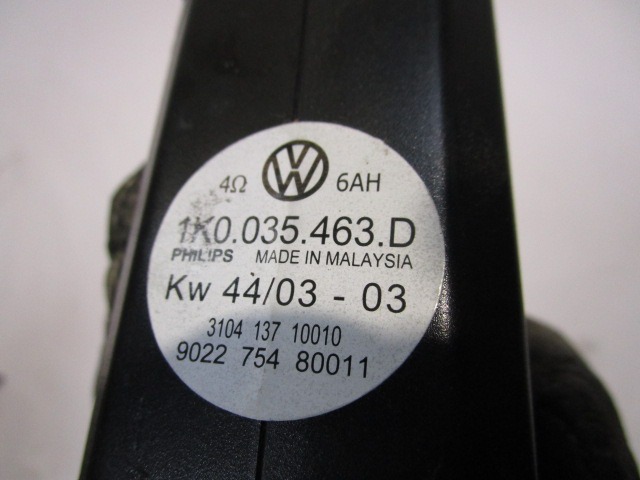 4Ω VW 6AH
1K0.035.463.D
PHILIPS MADE IN MALAYSIA
Kw 44/03 - 03
3104 137 10010
9022 754 80011